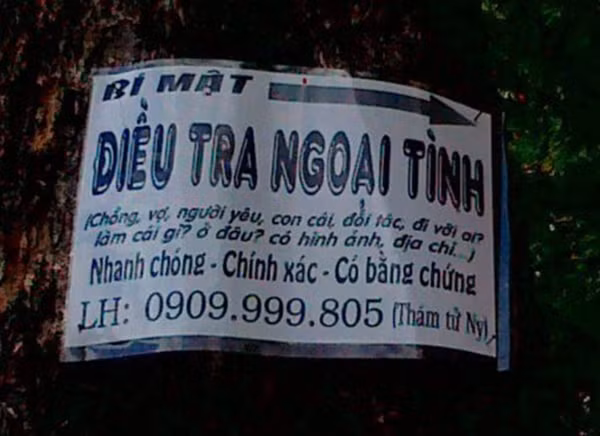 BÍ MẬT
ĐIỀU TRA NGOẠI TÌNH
(Chồng, vợ, người yêu, con cái, đối tác, đi với ai?
làm cái gì? ở đâu? có hình ảnh, địa chỉ...)
Nhanh chóng - Chính xác - Có bằng chứng
LH: 0909.999.805 (Thám tử Ny)